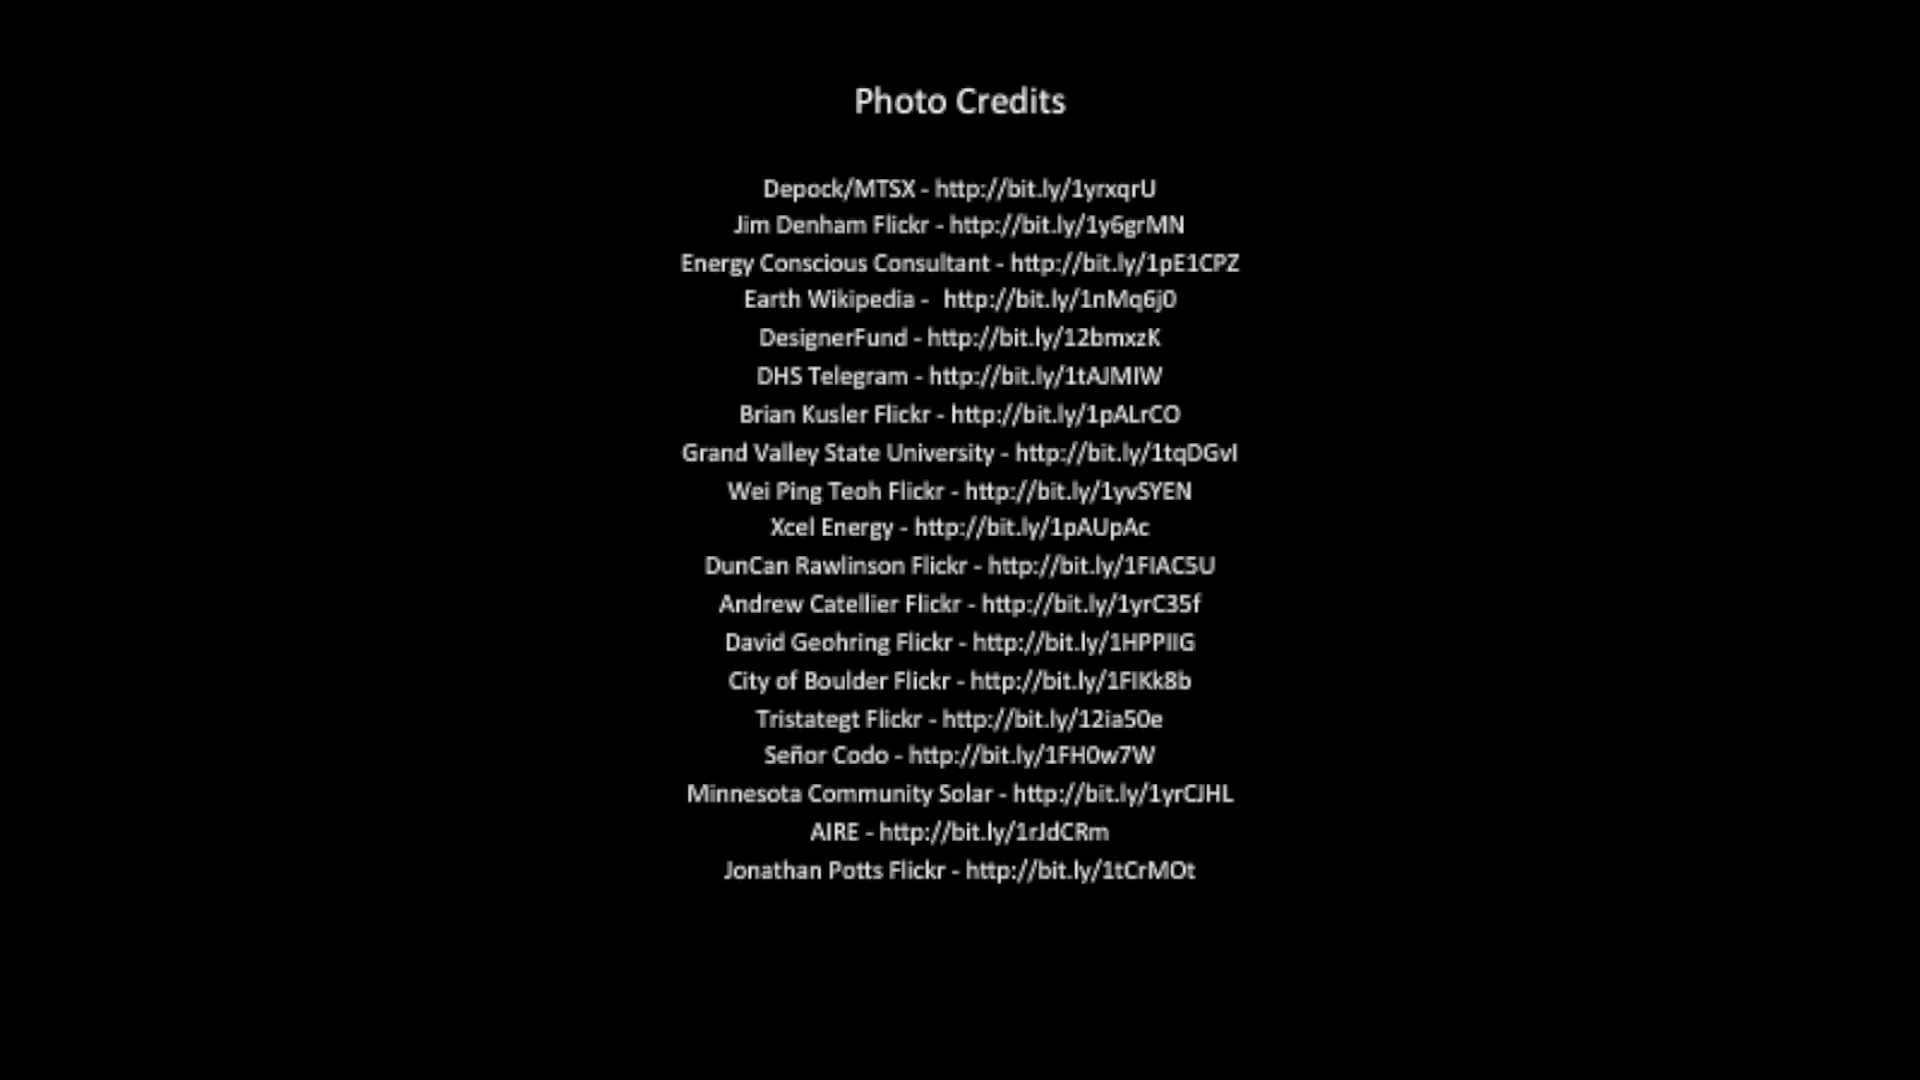 Photo Credits
Depock/MTSX - http://bit.ly/1yrxqrU
Jim Denham Flickr - http://bit.ly/1y6grMN
Energy Conscious Consultant - http://bit.ly/1pE1CPZ
Earth Wikipedia - http://bit.ly/1nMq6j0
DesignerFund - http://bit.ly/12bmxzK
DHS Telegram - http://bit.ly/1tAJMIW
Brian Kusler Flickr - http://bit.ly/1pALrCO
Grand Valley State University - http://bit.ly/1tqDGvI
Wei Ping Teoh Flickr - http://bit.ly/1yvSYEN
Xcel Energy - http://bit.ly/1pAUpAc
DunCan Rawlinson Flickr - http://bit.ly/1FIAC5U
Andrew Catellier Flickr - http://bit.ly/1yrC35f
David Geohring Flickr - http://bit.ly/1HPPIIG
City of Boulder Flickr - http://bit.ly/1FIKk8b
Tristategt Flickr - http://bit.ly/12ia50e
Señor Codo - http://bit.ly/1FH0w7W
Minnesota Community Solar - http://bit.ly/1yrCJHL
AIRE - http://bit.ly/1rJdCRm
Jonathan Potts Flickr - http://bit.ly/1tCrMOt